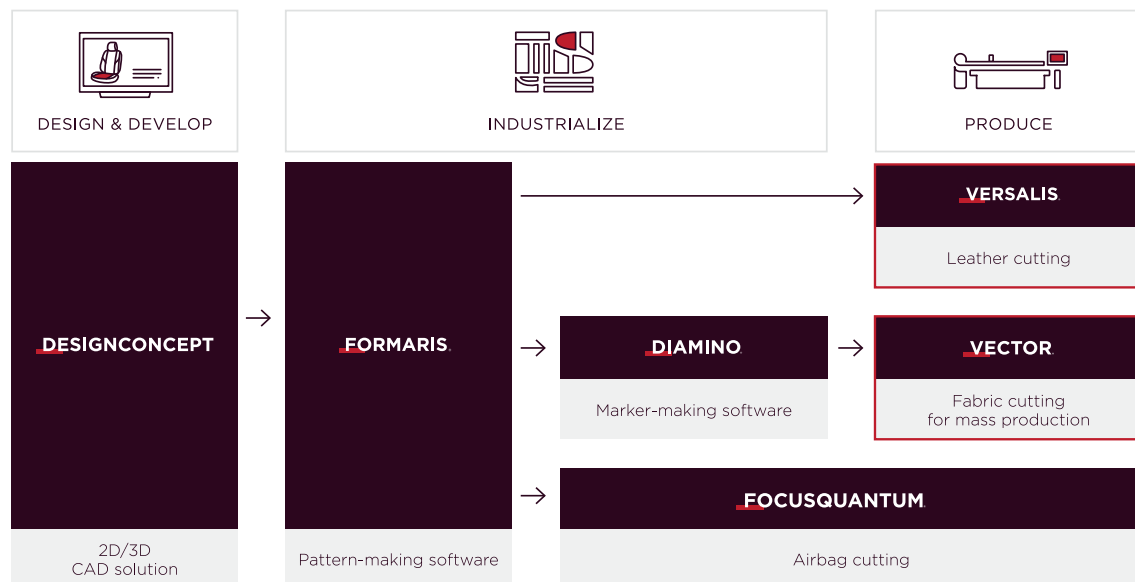 DESIGN & DEVELOP
INDUSTRIALIZE
PRODUCE
VERSALIS
Leather cutting
DESIGNCONCEPT
FORMARIS
DIAMINO
VECTOR
Marker-making software
Fabric cutting
for mass production
FOCUSQUANTUM
2D/3D
CAD solution
Pattern-making software
Airbag cutting